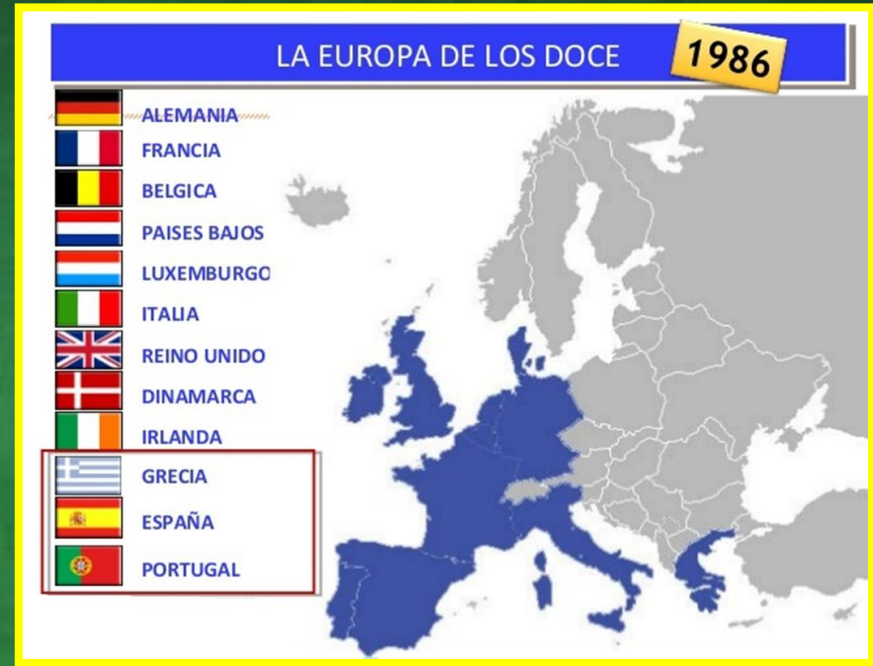 LA EUROPA DE LOS DOCE
1986
ALEMANIA
FRANCIA
BELGICA
PAISES BAJOS
LUXEMBURGO
ITALIA
REINO UNIDO
DINAMARCA
IRLANDA
GRECIA
ESPAÑA
PORTUGAL